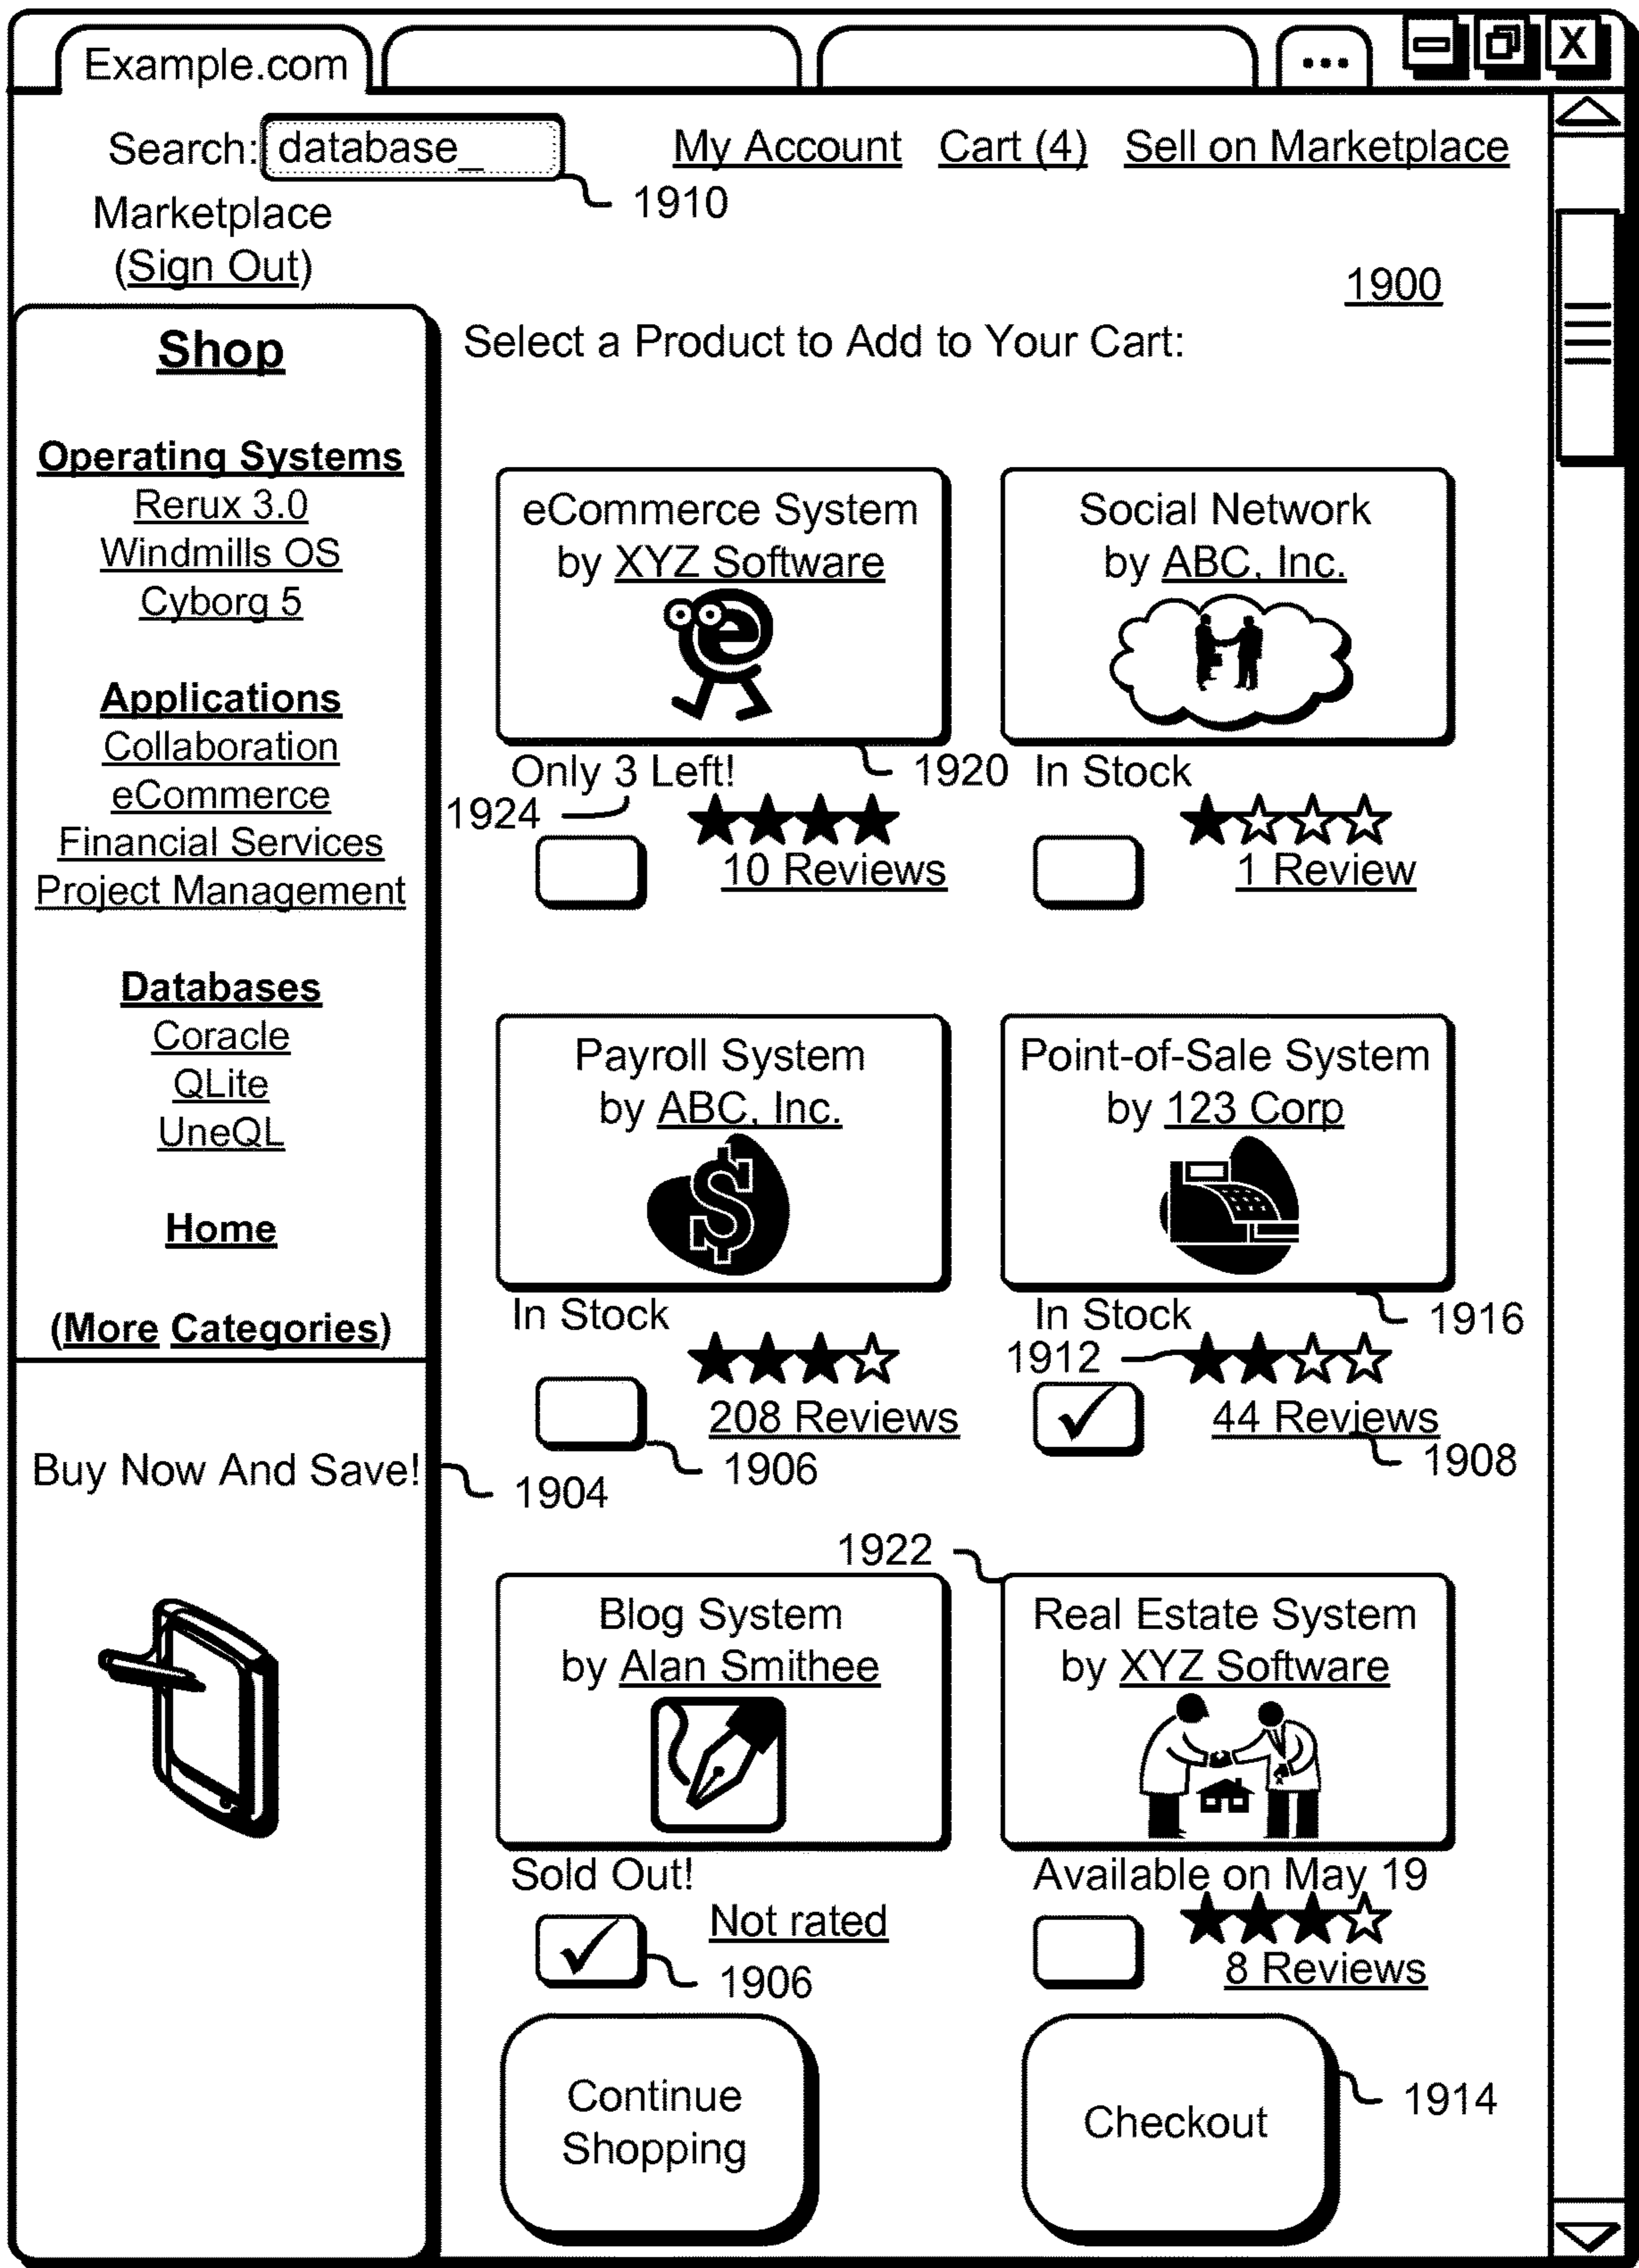 Example.com
...
X
Search: database_
My Account Cart (4) Sell on Marketplace
1910
Marketplace
(Sign Out)
1900
Shop
Operating Systems
Rerux 3.0
Windmills OS
Cyborg 5
Applications
Collaboration
eCommerce
Financial Services
Project Management
Databases
Coracle
QLite
UneQL
Home
(More Categories)
Buy Now And Save!
1904
Select a Product to Add to Your Cart:
eCommerce System
by XYZ Software
e
Only 3 Left!
1920
1924
10 Reviews
Social Network
by ABC, Inc.
In Stock
1 Review
Payroll System
by ABC, Inc.
$
In Stock
208 Reviews
1906
Point-of-Sale System
by 123 Corp
In Stock
1916
1912
44 Reviews
1908
Blog System
by Alan Smithee
Sold Out!
Not rated
1906
1922
Real Estate System
by XYZ Software
Available on May 19
8 Reviews
Continue
Shopping
Checkout
1914